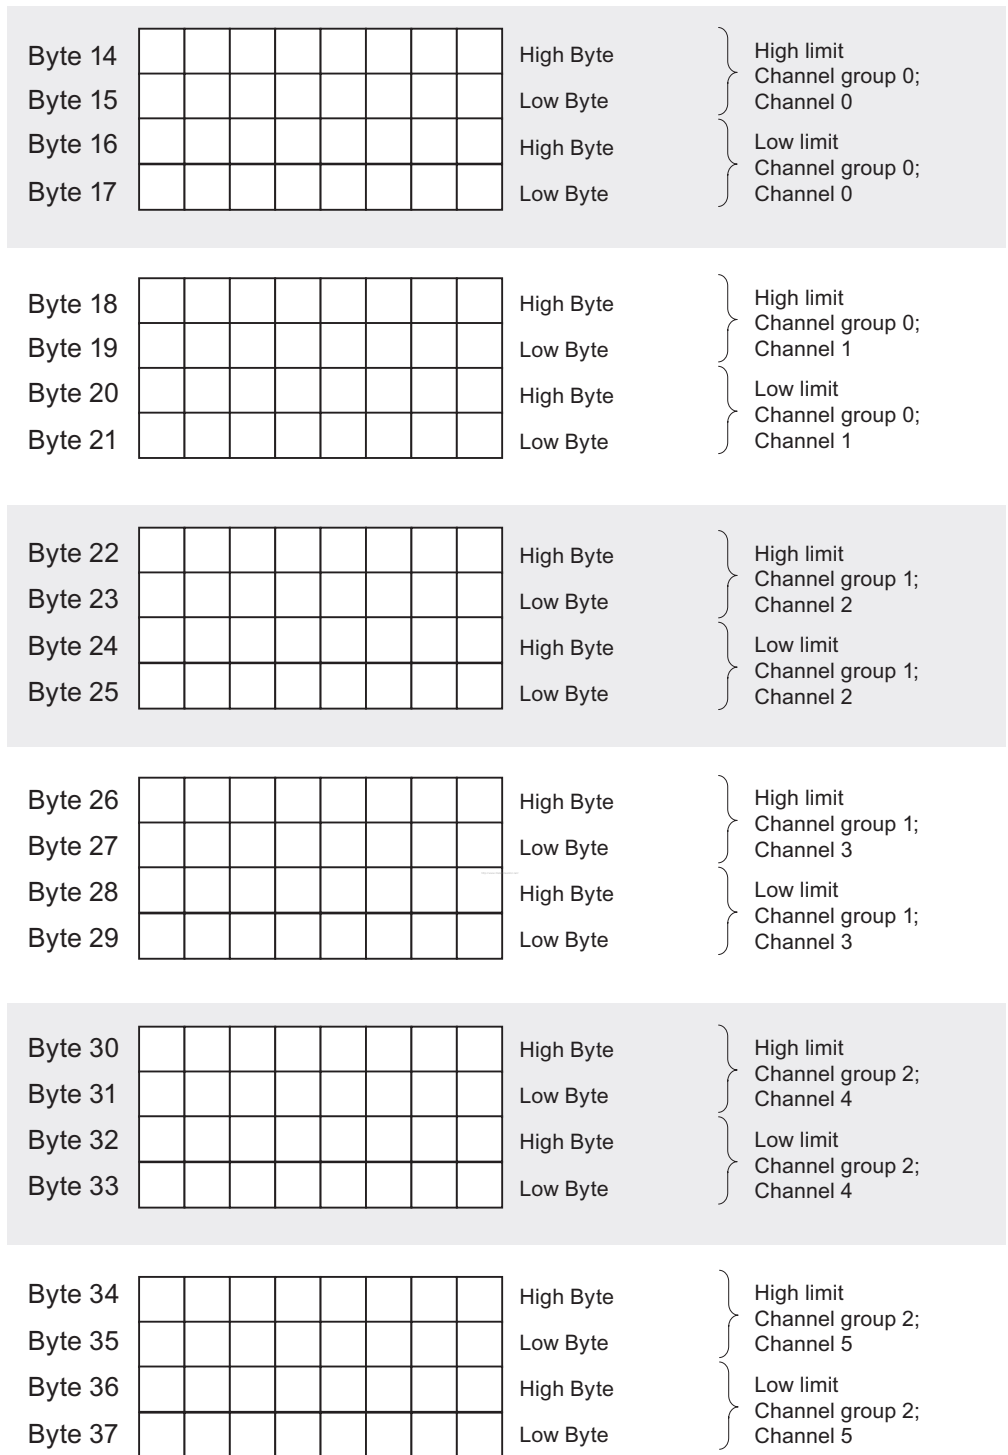 Byte 14
High Byte
High limit
Channel group 0;
Channel 0
Byte 15
Low Byte
Byte 16
High Byte
Low limit
Channel group 0;
Channel 0
Byte 17
Low Byte
Byte 18
High Byte
High limit
Channel group 0;
Channel 1
Byte 19
Low Byte
Byte 20
High Byte
Low limit
Channel group 0;
Channel 1
Byte 21
Low Byte
Byte 22
High Byte
High limit
Channel group 1;
Channel 2
Byte 23
Low Byte
Byte 24
High Byte
Low limit
Channel group 1;
Channel 2
Byte 25
Low Byte
Byte 26
High Byte
High limit
Channel group 1;
Channel 3
Byte 27
Low Byte
Byte 28
High Byte
Low limit
Channel group 1;
Channel 3
Byte 29
Low Byte
Byte 30
High Byte
High limit
Channel group 2;
Channel 4
Byte 31
Low Byte
Byte 32
High Byte
Low limit
Channel group 2;
Channel 4
Byte 33
Low Byte
Byte 34
High Byte
High limit
Channel group 2;
Channel 5
Byte 35
Low Byte
Byte 36
High Byte
Low limit
Channel group 2;
Channel 5
Byte 37
Low Byte